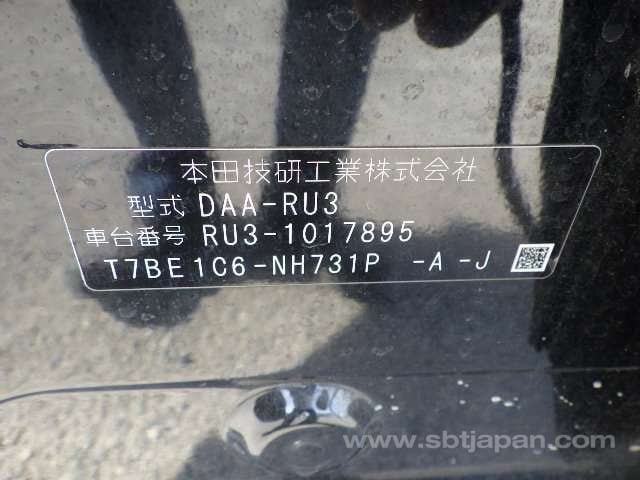 本田技研工業株式会社
型式 DAA-RU3
車台番号 RU3-1017895
T7BE1C6-NH731P -A -J
www.sbtjapan.com